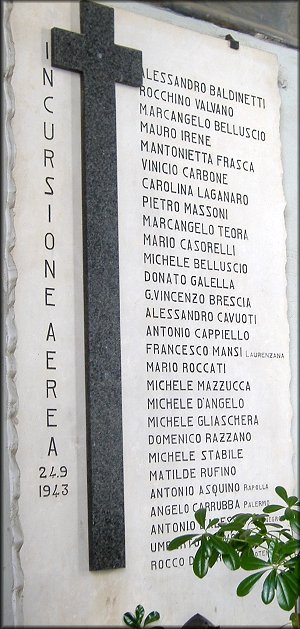 INCURSIONE AEREA
24.9
1943
ALESSANDRO BALDINETTI
ROCCHINO VALVANO
MARCANGELO BELLUSCIO
MAURO IRENE
MANTONIETTA FRASCA
VINICIO CARBONE
CAROLINA LAGANARO
PIETRO MASSONI
MARCANGELO TEORA
MARIO CASORELLI
MICHELE BELLUSCIO
DONATO GALELLA
G.VINCENZO BRESCIA
ALESSANDRO CAVUOTI
ANTONIO CAPPIELLO
FRANCESCO MANSI LAURENZANA
MARIO ROCCATI
MICHELE MAZZUCCA
MICHELE D'ANGELO
MICHELE GLIASCHERA
DOMENICO RAZZANO
MICHELE STABILE
MATILDE RUFINO
ANTONIO ASQUINO RAPOLLA
ANGELO CARRUBBA PALERMO
ANTONIO
ROCCO